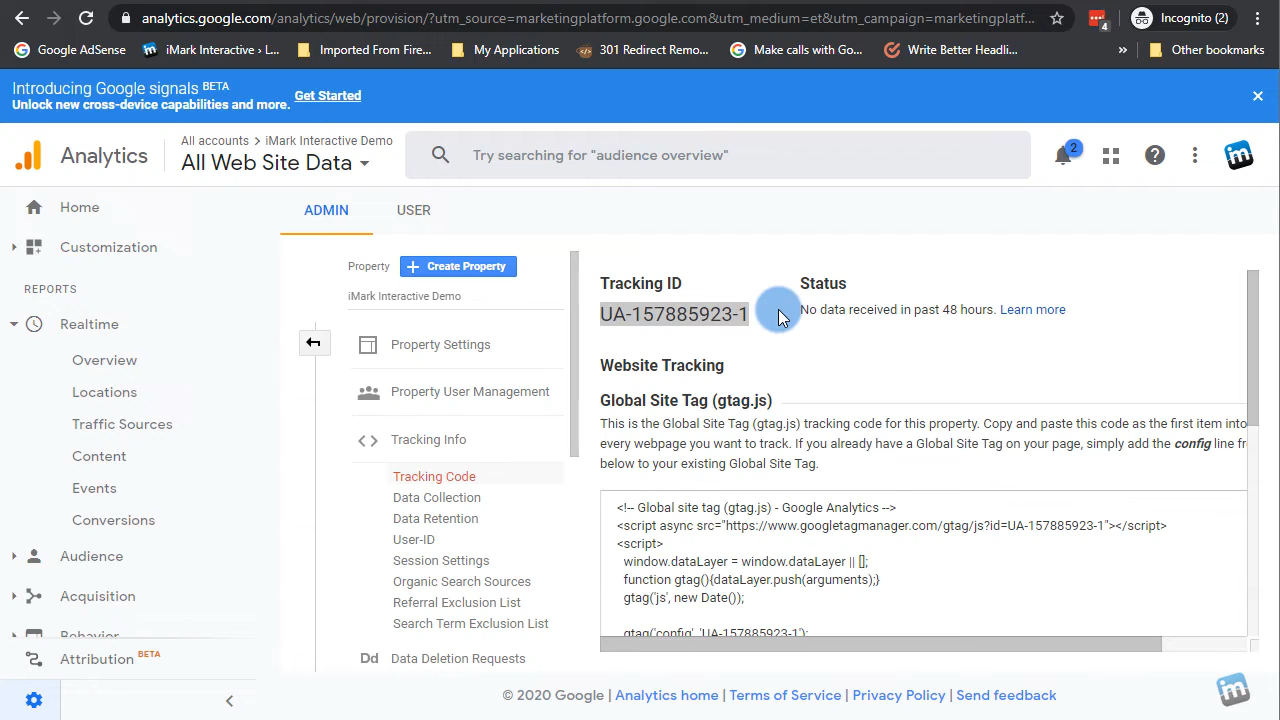 analytics.google.com/analytics/web/provision/?utm_source=marketingplatform.google.com&utm_medium=et&utm_campaign=marketingplatf...
4
Incognito (2)
Google AdSense
iMark Interactive › L...
Imported From Fire...
My Applications
301 Redirect Remo...
Make calls with Go...
Write Better Headli...
»
Other bookmarks
Introducing Google signals BETA
Unlock new cross-device capabilities and more. Get Started
Analytics
All accounts > iMark Interactive Demo
All Web Site Data
Try searching for "audience overview"
2
im
Home
Customization
REPORTS
Realtime
Overview
Locations
Traffic Sources
Content
Events
Conversions
Audience
Acquisition
Behavior
Attribution BETA
ADMIN
USER
Property
+ Create Property
iMark Interactive Demo
Property Settings
Property User Management
<> Tracking Info
Tracking Code
Data Collection
Data Retention
User-ID
Session Settings
Organic Search Sources
Referral Exclusion List
Search Term Exclusion List
Dd Data Deletion Requests
Tracking ID
UA-157885923-1
Status
No data received in past 48 hours. Learn more
Website Tracking
Global Site Tag (gtag.js)
This is the Global Site Tag (gtag.js) tracking code for this property. Copy and paste this code as the first item into
every webpage you want to track. If you already have a Global Site Tag on your page, simply add the config line fr
below to your existing Global Site Tag.
<!-- Global site tag (gtag.js) - Google Analytics -->
<script async src="https://www.googletagmanager.com/gtag/js?id=UA-157885923-1"></script>
<script>
window.dataLayer = window.dataLayer || [];
function gtag(){dataLayer.push(arguments);}
gtag('js', new Date());
gtag('config', 'UA-157885923-1');
© 2020 Google | Analytics home | Terms of Service | Privacy Policy | Send feedback
im